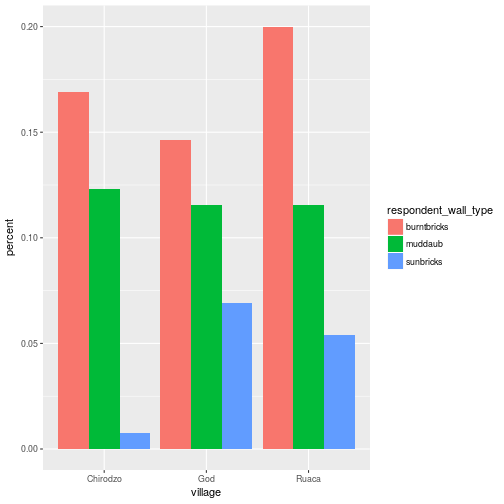 0.20
0.15
0.10
0.05
0.00
percent
Chirodzo God Ruaca
village
respondent_wall_type
burntbricks
muddaub
sunbricks